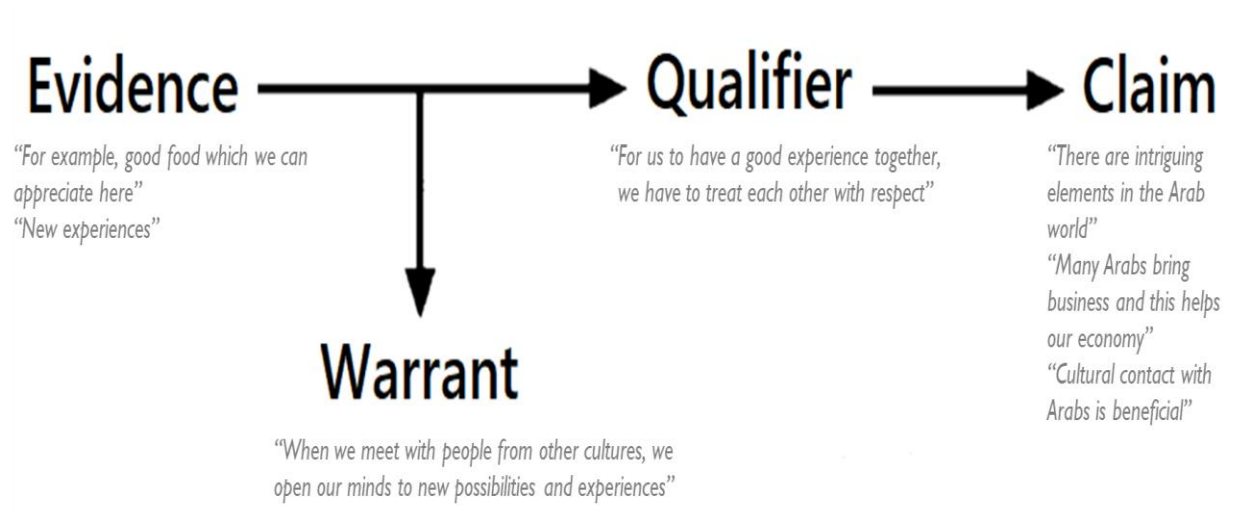 Evidence
“For example, good food which we can
appreciate here”
“New experiences”
Qualifier
“For us to have a good experience together,
we have to treat each other with respect”
Claim
“There are intriguing
elements in the Arab
world”
“Many Arabs bring
business and this helps
our economy”
“Cultural contact with
Arabs is beneficial”
Warrant
“When we meet with people from other cultures, we
open our minds to new possibilities and experiences”